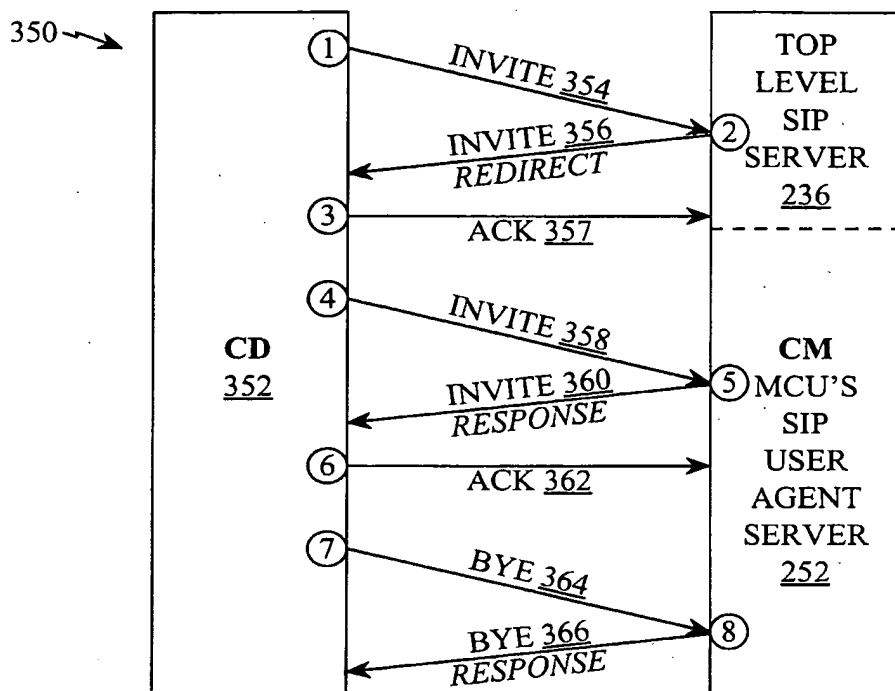 350
1
INVITE 354
TOP
LEVEL
SIP
SERVER
236
2
INVITE 356
REDIRECT
3
ACK 357
4
INVITE 358
CD
352
CM
MCU'S
SIP
USER
AGENT
SERVER
252
5
INVITE 360
RESPONSE
6
ACK 362
7
BYE 364
8
BYE 366
RESPONSE